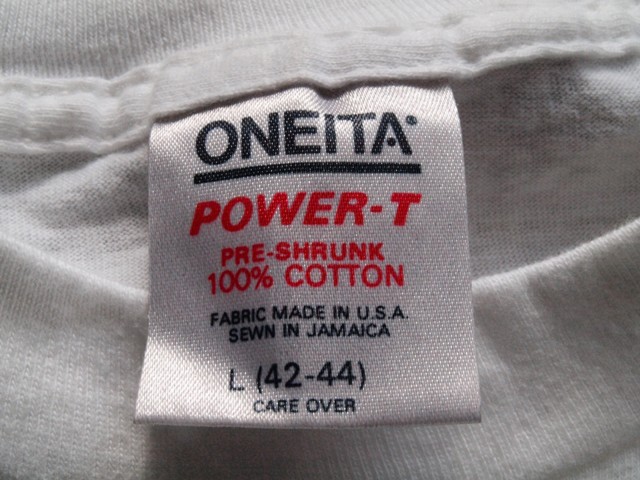 ONEITA®
POWER-T
PRE-SHRUNK
100% COTTON
FABRIC MADE IN U.S.A.
SEWN IN JAMAICA
L (42-44)
CARE OVER